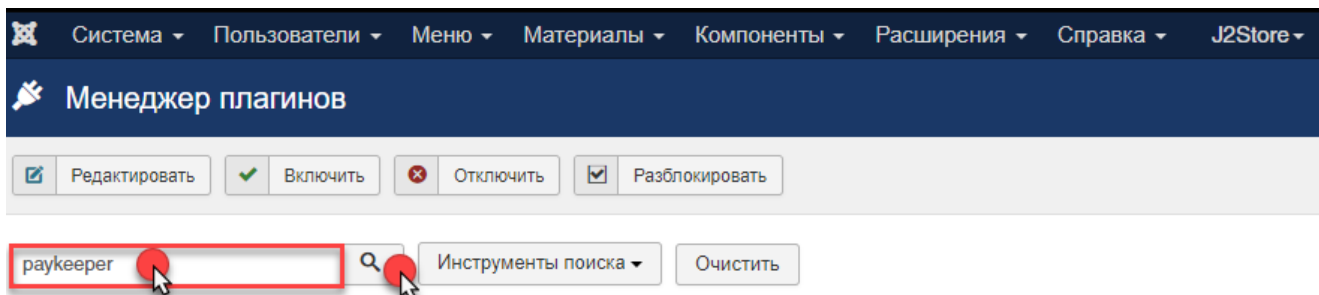 Система Пользователи Меню Материалы Компоненты Расширения Справка J2Store
Менеджер плагинов
Редактировать Включить Отключить Разблокировать
paykeeper Инструменты поиска Очистить